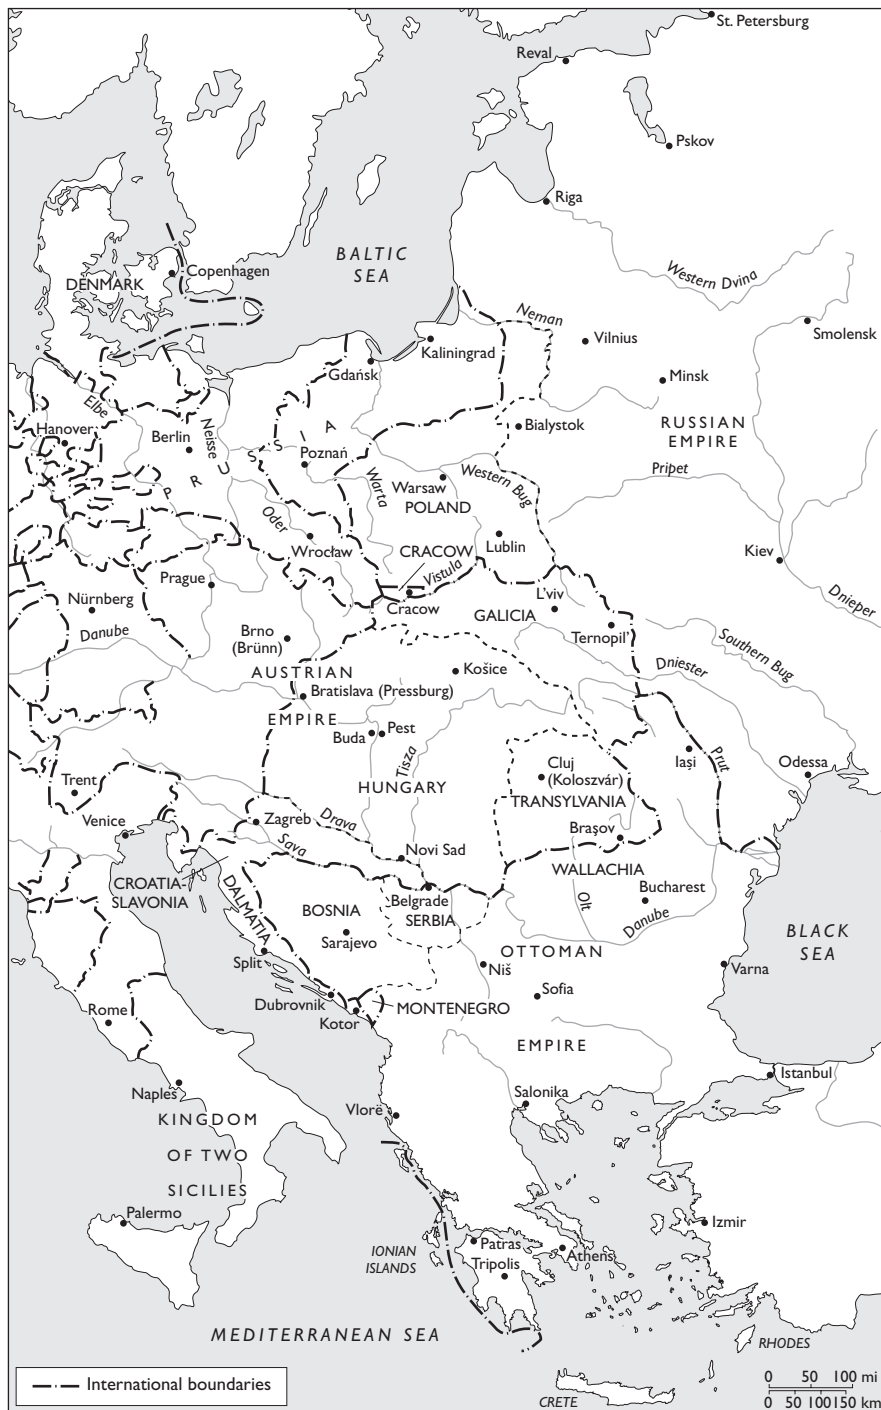 St. Petersburg
Reval
Pskov
Riga
BALTIC
SEA
Copenhagen
DENMARK
Western Dvina
Neman
Smolensk
Vilnius
Kaliningrad
Gdańsk
Minsk
Elbe
Hanover
Neisse
Berlin
PRUSSIA
Poznań
Bialystok
RUSSIAN
EMPIRE
Pripet
Warta
Warsaw
Western Bug
POLAND
Oder
Wrocław
CRACOW
Lublin
Kiev
Vistula
Prague
Cracow
L'viv
Dnieper
Nürnberg
GALICIA
Ternopil'
Danube
Brno
(Brünn)
Southern Bug
Dniester
AUSTRIAN
EMPIRE
Košice
Bratislava (Pressburg)
Buda
Pest
Tisza
Iaşi
Prut
Odessa
Cluj
(Koloszvár)
TRANSYLVANIA
HUNGARY
Trent
Venice
Zagreb
Drava
Sava
Braşov
Novi Sad
CROATIA-
SLAVONIA
DALMATIA
WALLACHIA
Bucharest
Olt
Danube
Belgrade
SERBIA
BOSNIA
Sarajevo
BLACK
SEA
Split
OTTOMAN
EMPIRE
Niš
Varna
Sofia
Dubrovnik
MONTENEGRO
Kotor
Rome
Istanbul
Naples
Salonika
Vlorë
KINGDOM
OF TWO
SICILIES
Palermo
Izmir
IONIAN
ISLANDS
Patras
Tripolis
Athens
MEDITERRANEAN SEA
RHODES
CRETE
International boundaries
0 50 100 mi
0 50 100 150 km